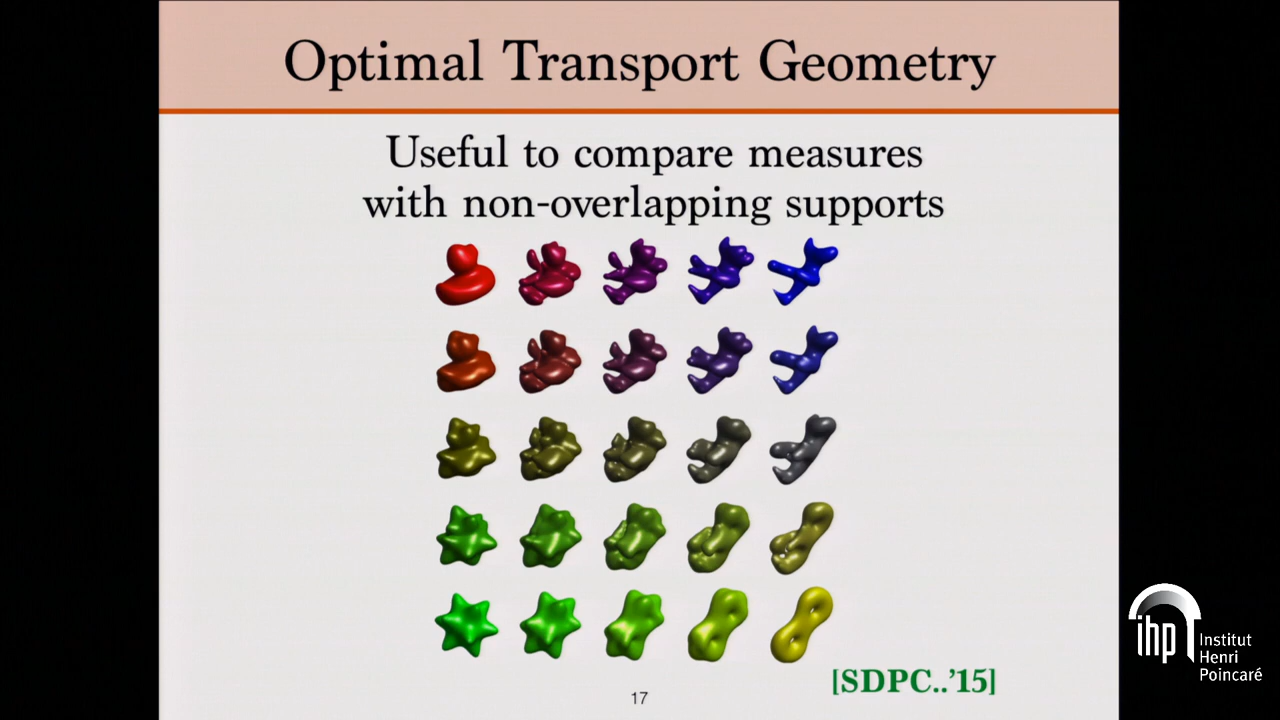 Optimal Transport Geometry
Useful to compare measures
with non-overlapping supports
[SDPC..'15]
17
ihp
Institut
Henri
Poincaré